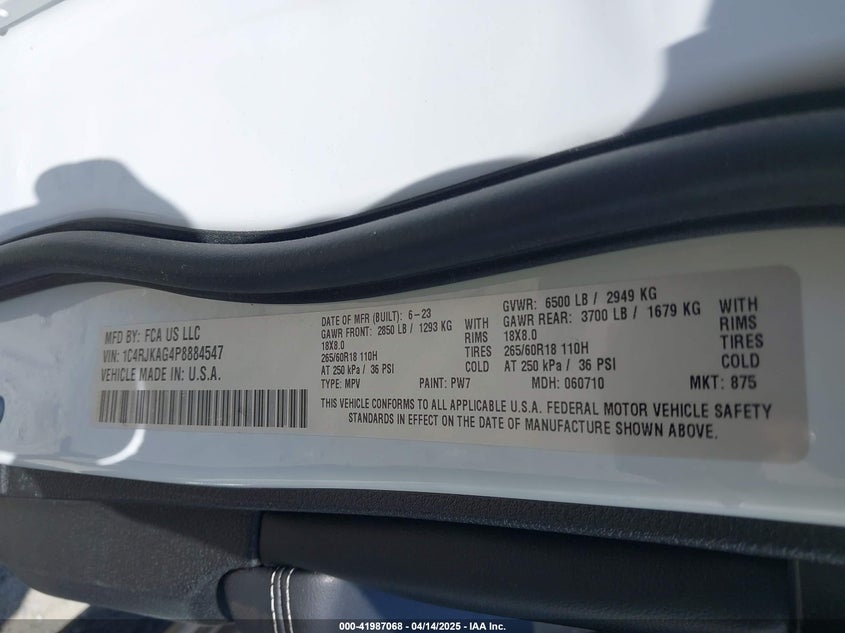 MFD BY: FCA US LLC
VIN: 1C4RJKAG4P8884547
VEHICLE MADE IN: U.S.A.
DATE OF MFR (BUILT): 6-23
GAWR FRONT: 2850 LB / 1293 KG WITH
18X8.0 RIMS
265/60R18 110H TIRES
AT 250 kPa / 36 PSI COLD
TYPE: MPV PAINT: PW7
GVWR: 6500 LB / 2949 KG
GAWR REAR: 3700 LB / 1679 KG WITH
18X8.0 RIMS
265/60R18 110H TIRES
AT 250 kPa / 36 PSI COLD
MDH: 060710 MKT: 875
THIS VEHICLE CONFORMS TO ALL APPLICABLE U.S.A. FEDERAL MOTOR VEHICLE SAFETY
STANDARDS IN EFFECT ON THE DATE OF MANUFACTURE SHOWN ABOVE.
000-41987068 - 04/14/2025 - IAA Inc.